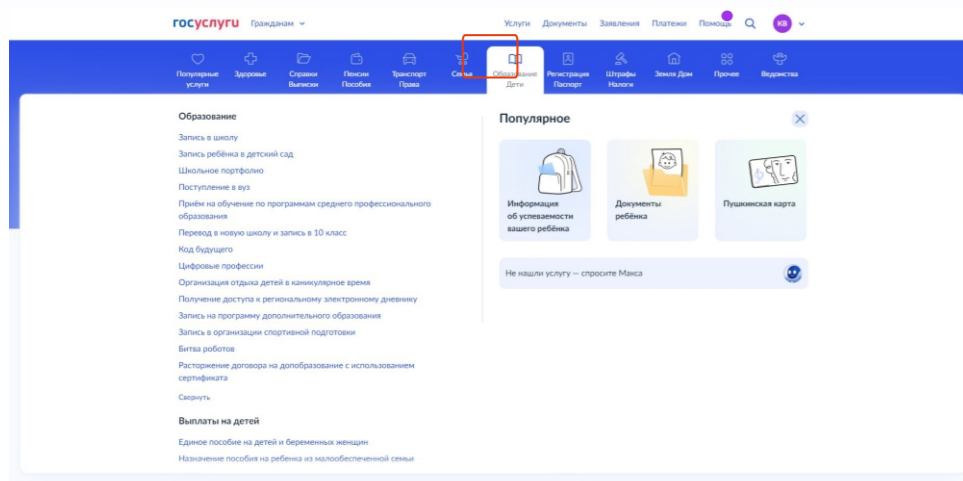 госуслуги Гражданам Услуги Документы Заявления Платежи Помощь КВ
Популярные услуги
Здоровье
Справки Выписки
Пенсии Пособия
Транспорт Права
Семья
Образование Дети
Регистрация Паспорт
Штрафы Налоги
Земля Дом
Прочее
Ведомства
Образование
Запись в школу
Запись ребёнка в детский сад
Школьное портфолио
Поступление в вуз
Приём на обучение по программам среднего профессионального
образования
Перевод в новую школу и запись в 10 класс
Код будущего
Цифровые профессии
Организация отдыха детей в каникулярное время
Получение доступа к региональному электронному дневнику
Запись на программу дополнительного образования
Запись в организации спортивной подготовки
Битва роботов
Расторжение договора на допобразование с использованием
сертификата
Свернуть
Выплаты на детей
Единое пособие на детей и беременных женщин
Назначение пособия на ребенка из малообеспеченной семьи
Популярное
Информация
об успеваемости
вашего ребёнка
Документы
ребёнка
Пушкинская карта
Не нашли услугу — спросите Макса